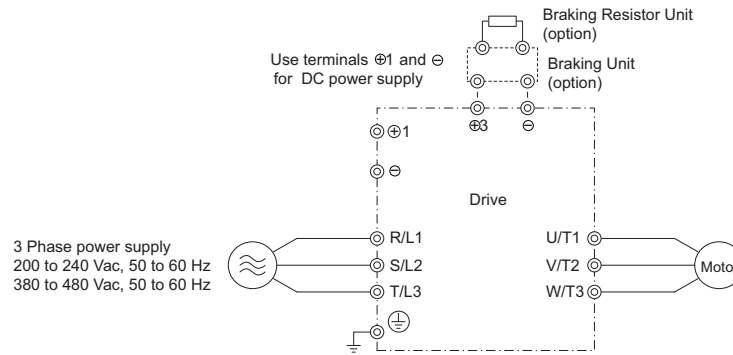 Braking Resistor Unit
(option)
Use terminals ⊕1 and ⊖
for DC power supply
Braking Unit
(option)
⊕3
⊖
⊕1
⊖
Drive
3 Phase power supply
200 to 240 Vac, 50 to 60 Hz
380 to 480 Vac, 50 to 60 Hz
R/L1
S/L2
T/L3
U/T1
V/T2
W/T3
Moto